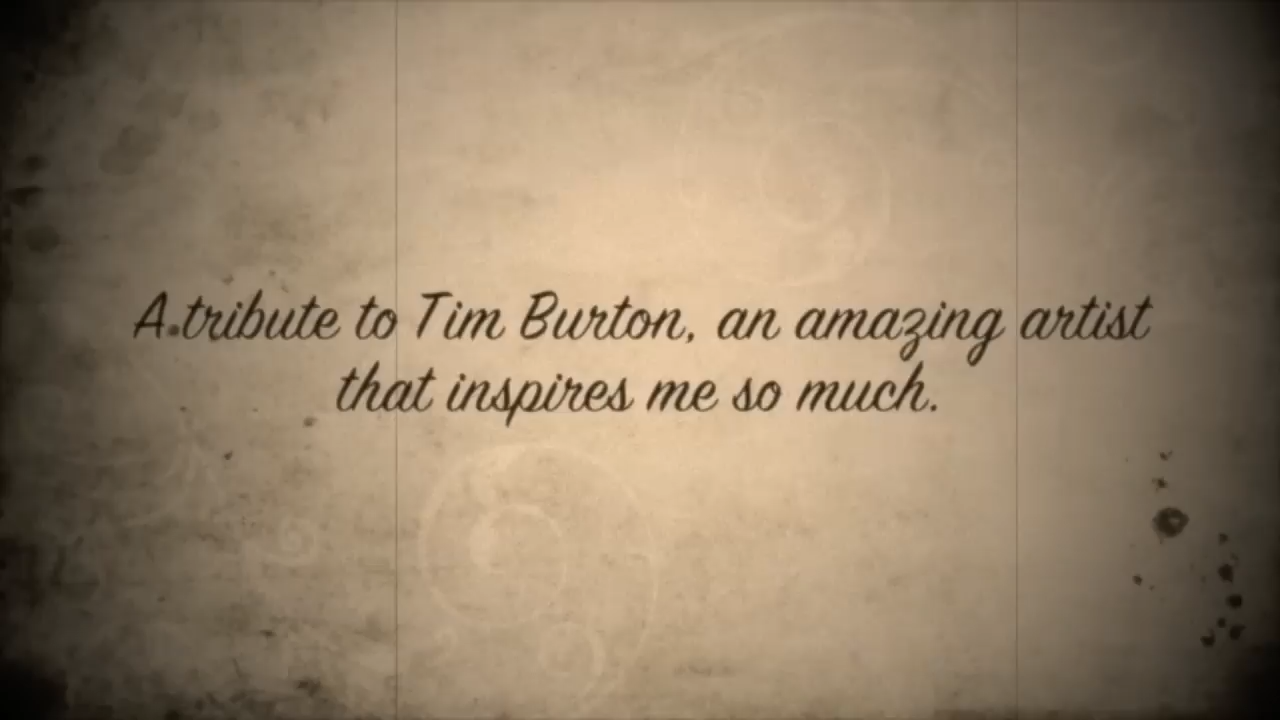 A tribute to Tim Burton, an amazing artist
that inspires me so much.